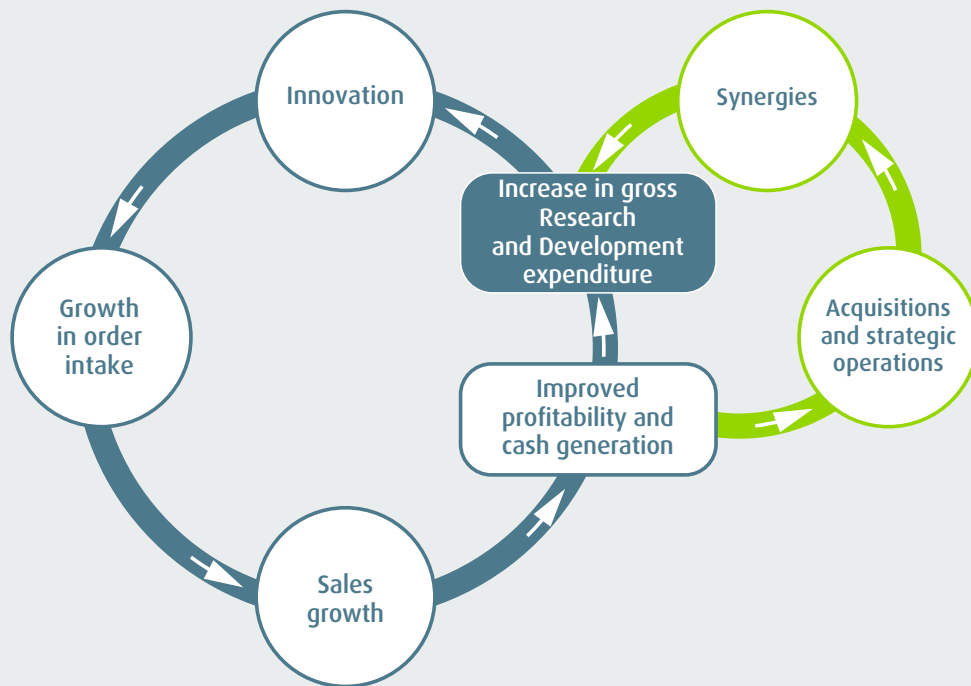 Innovation
Synergies
Increase in gross
Research
and Development
expenditure
Growth
in order
intake
Acquisitions
and strategic
operations
Improved
profitability and
cash generation
Sales
growth